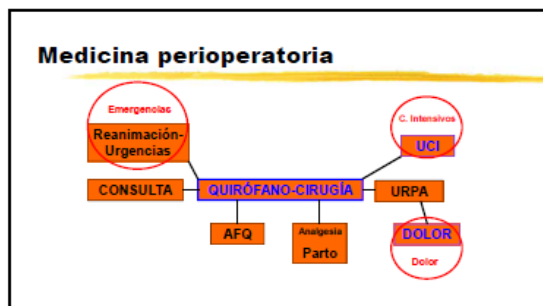 Medicina perioperatoria
Emergencias
Reanimación-
Urgencias
C. Intensivos
UCI
CONSULTA
QUIRÓFANO-CIRUGÍA
URPA
AFQ
Analgesia
Parto
DOLOR
Dolor